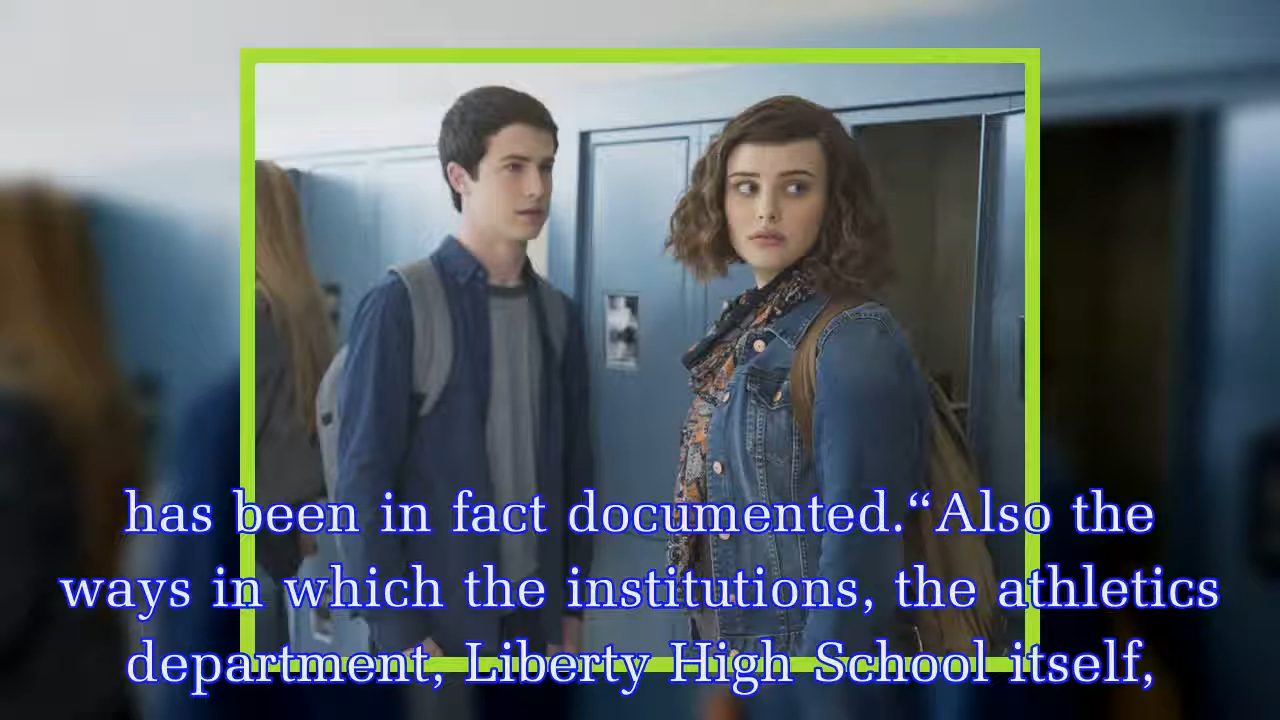 has been in fact documented.“Also the
ways in which the institutions, the athletics
department, Liberty High School itself,